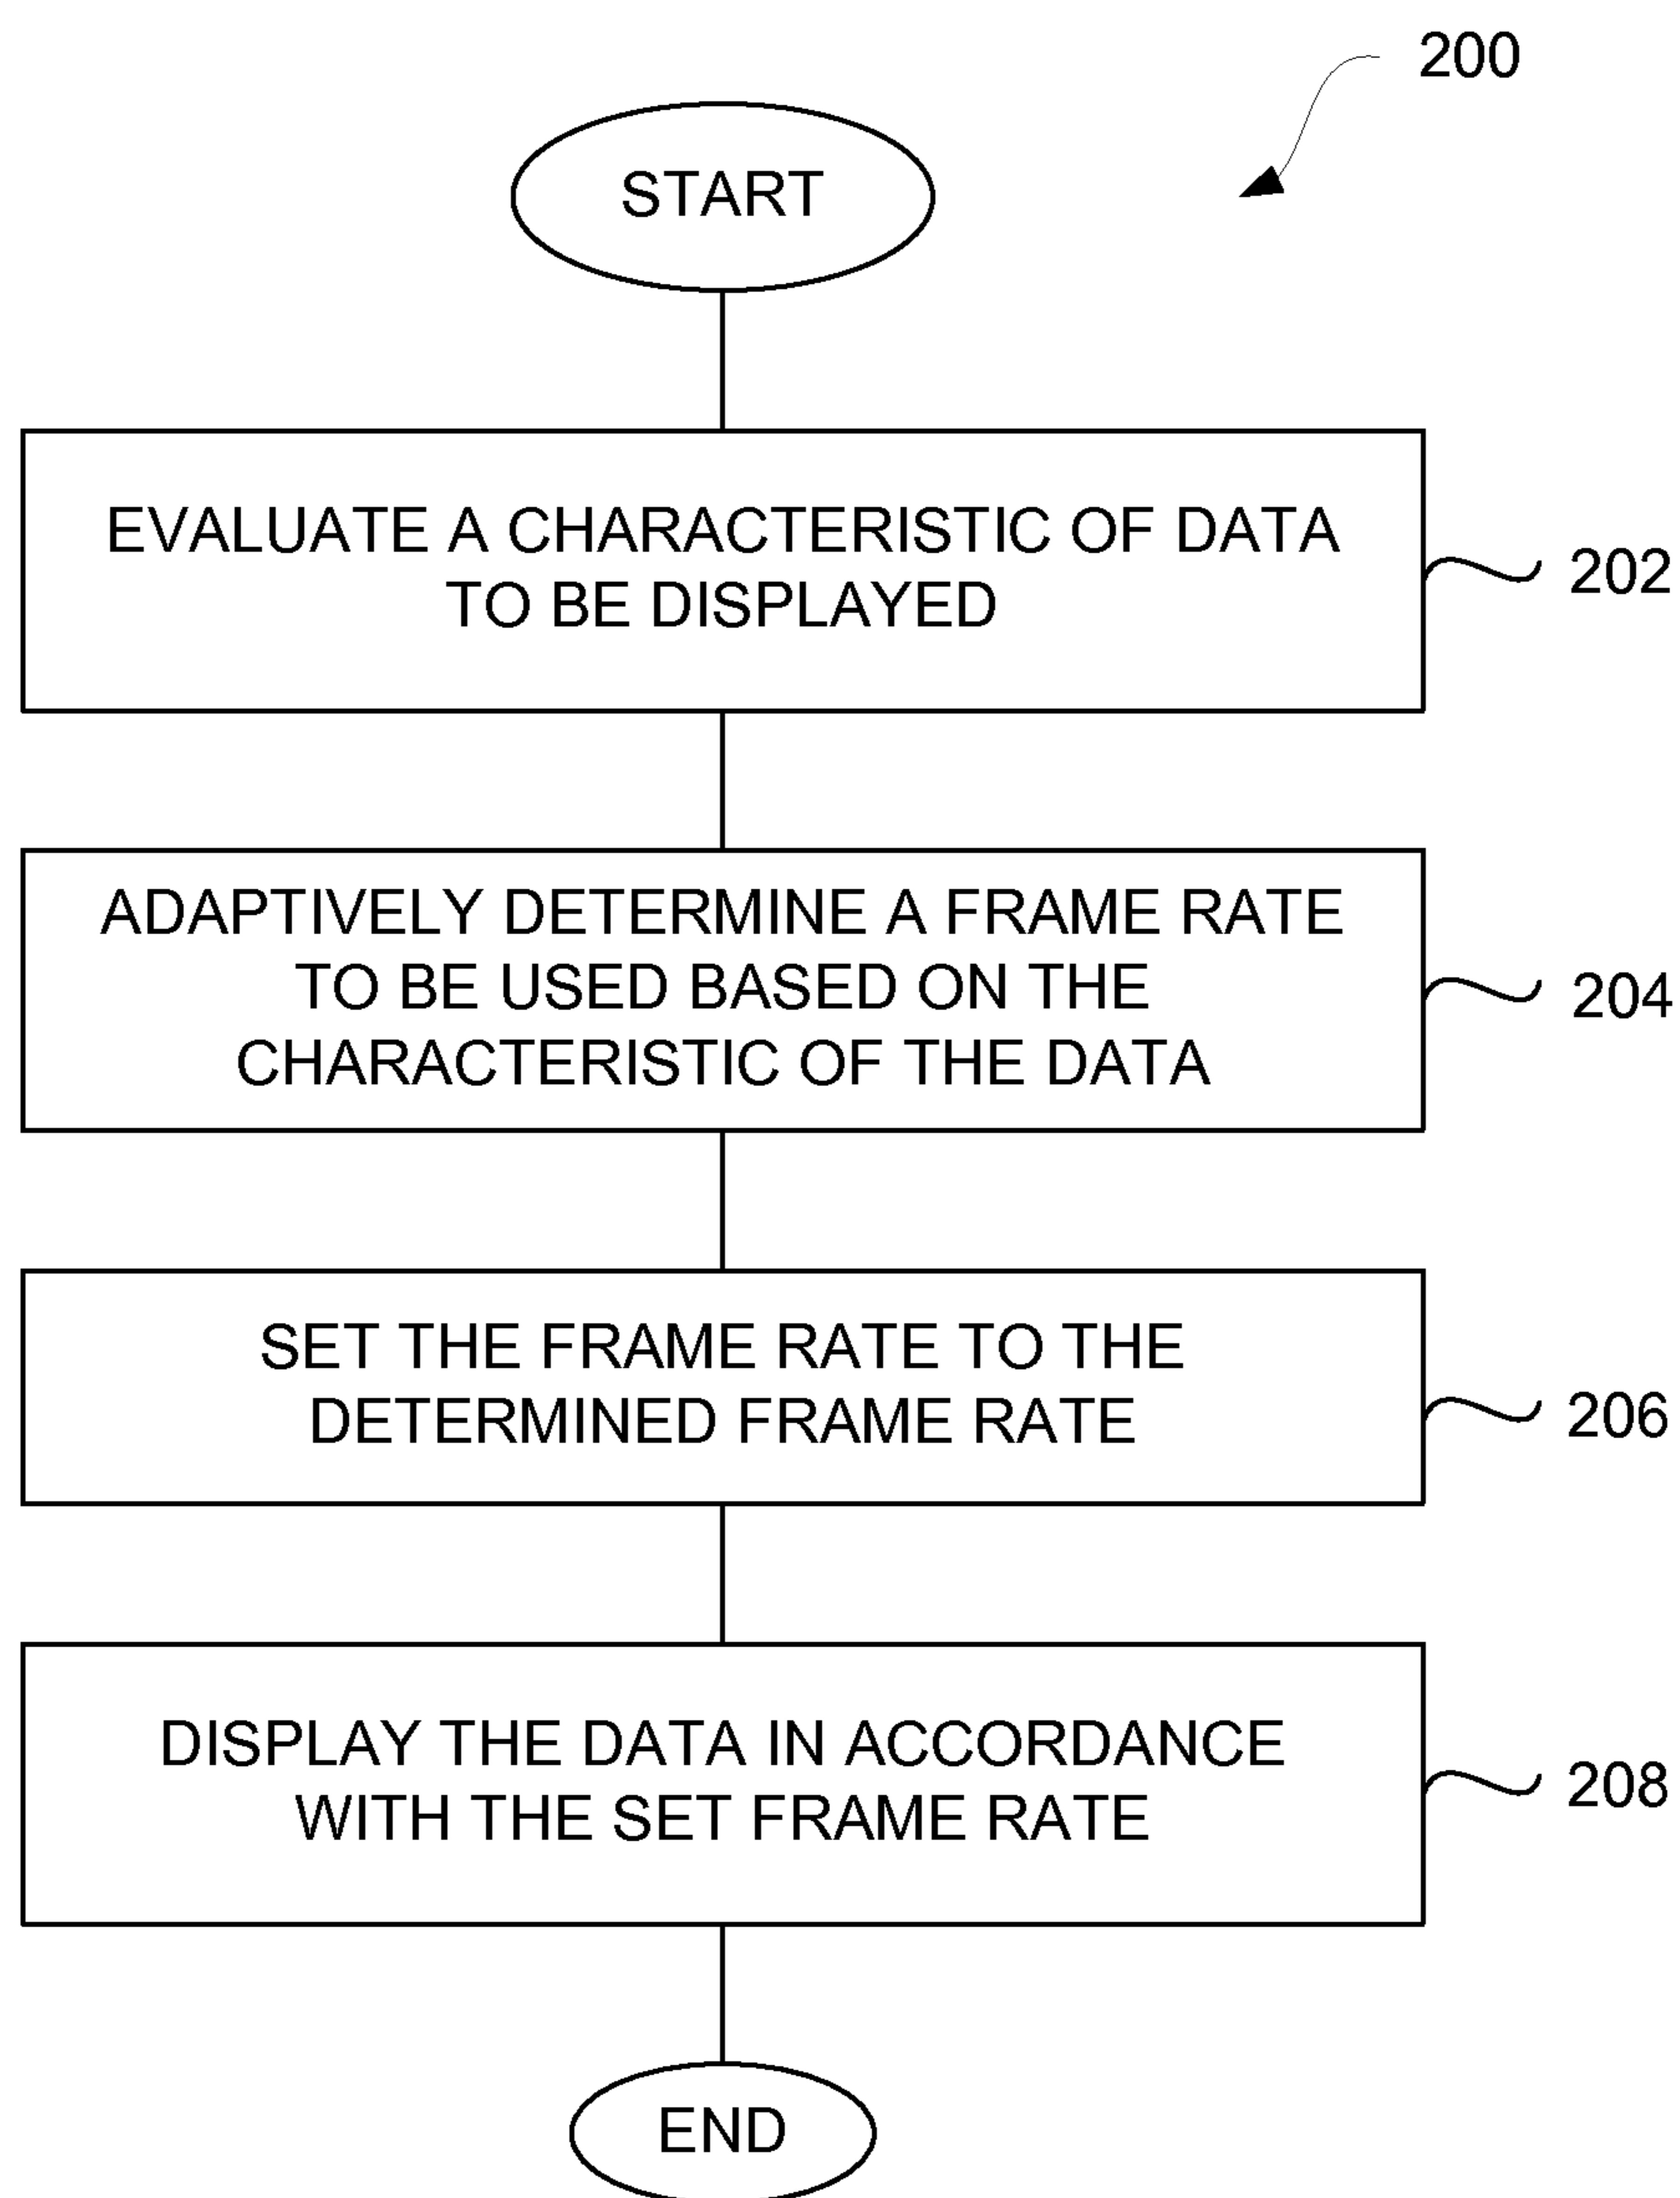 200
START
EVALUATE A CHARACTERISTIC OF DATA
TO BE DISPLAYED
202
ADAPTIVELY DETERMINE A FRAME RATE
TO BE USED BASED ON THE
CHARACTERISTIC OF THE DATA
204
SET THE FRAME RATE TO THE
DETERMINED FRAME RATE
206
DISPLAY THE DATA IN ACCORDANCE
WITH THE SET FRAME RATE
208
END